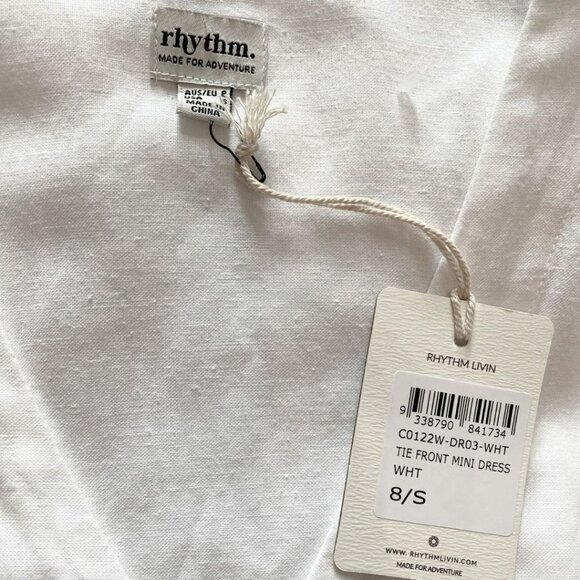 rhythm.
MADE FOR ADVENTURE
AUS/EU 8
USA S
MADE IN
CHINA
RHYTHM LIVIN
9 338790 841734
C0122W-DR03-WHT
TIE FRONT MINI DRESS
WHT
8/S
WWW.RHYTHMLIVIN.COM
MADE FOR ADVENTURE